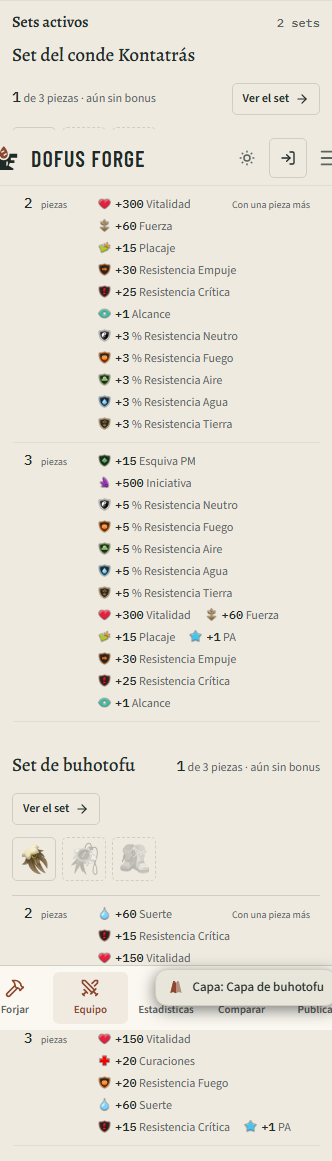 Sets activos
2 sets
Set del conde Kontatrás
1 de 3 piezas · aún sin bonus
Ver el set →
DOFUS FORGE
2 piezas
+300 Vitalidad
Con una pieza más
+60 Fuerza
+15 Placaje
+30 Resistencia Empuje
+25 Resistencia Crítica
+1 Alcance
+3 % Resistencia Neutro
+3 % Resistencia Fuego
+3 % Resistencia Aire
+3 % Resistencia Agua
+3 % Resistencia Tierra
3 piezas
+15 Esquiva PM
+500 Iniciativa
+5 % Resistencia Neutro
+5 % Resistencia Fuego
+5 % Resistencia Aire
+5 % Resistencia Agua
+5 % Resistencia Tierra
+300 Vitalidad +60 Fuerza
+15 Placaje +1 PA
+30 Resistencia Empuje
+25 Resistencia Crítica
+1 Alcance
Set de buhotofu
1 de 3 piezas · aún sin bonus
Ver el set →
2 piezas
+60 Suerte
Con una pieza más
+15 Resistencia Crítica
+150 Vitalidad
Capa: Capa de buhotofu
Forjar
Equipo
Estadísticas
Comparar
Publica
3 piezas
+150 Vitalidad
+20 Curaciones
+20 Resistencia Fuego
+60 Suerte
+15 Resistencia Crítica +1 PA